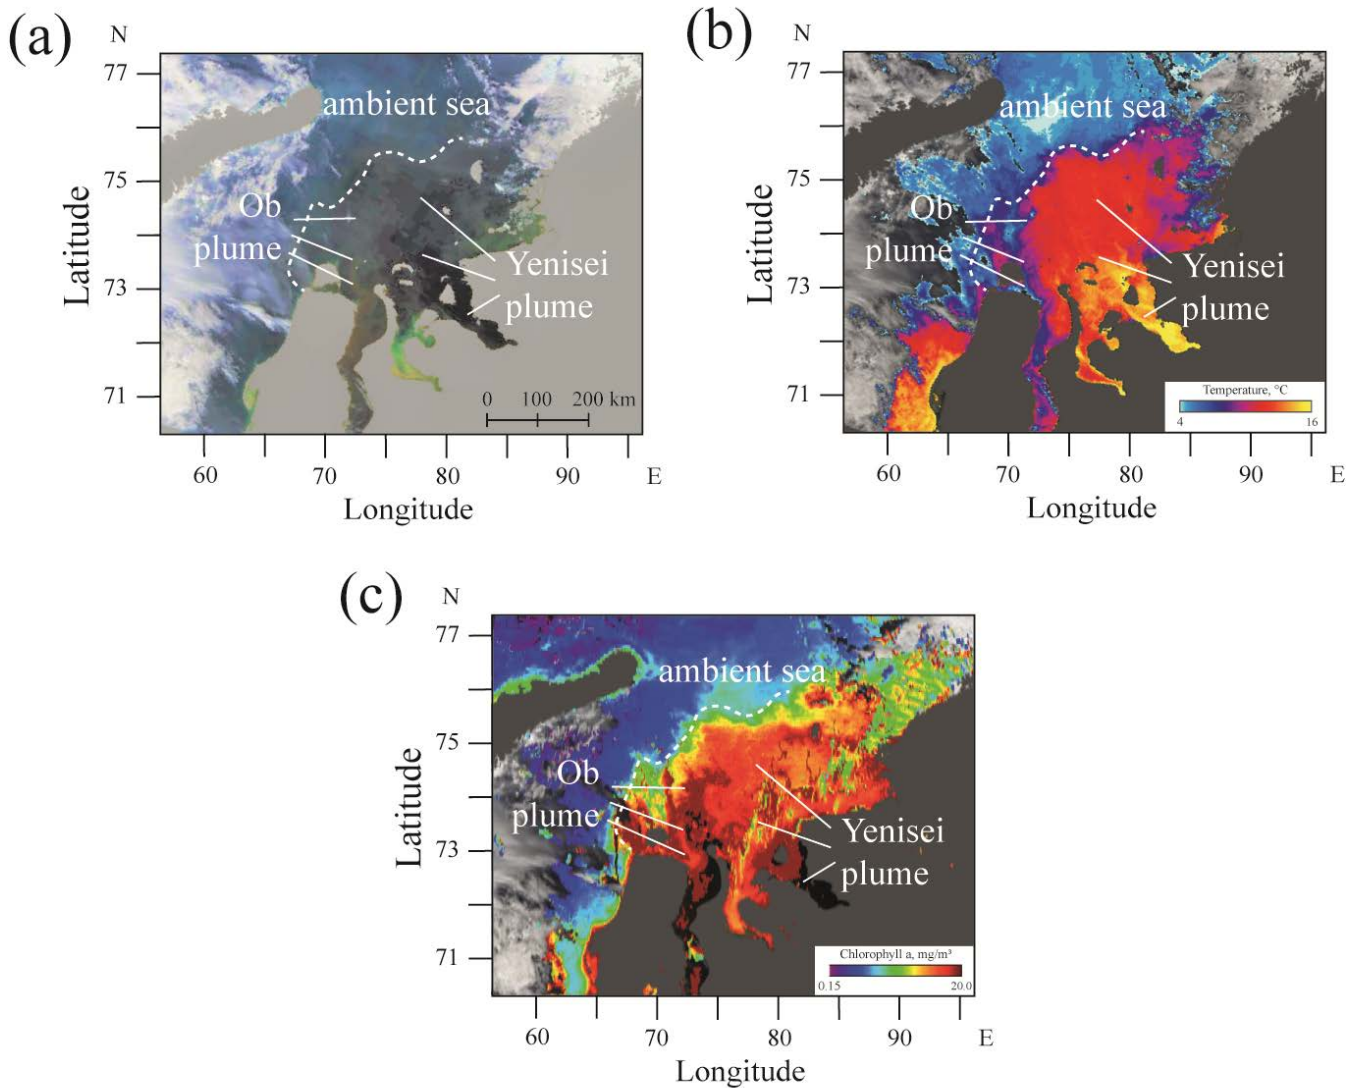 (a)
N
77
75
73
71
Latitude
ambient sea
Ob
plume
Yenisei
plume
0 100 200 km
60 70 80 90 E
Longitude
(b)
N
77
75
73
71
Latitude
ambient sea
Ob
plume
Yenisei
plume
Temperature, °C
4 16
60 70 80 90 E
Longitude
(c)
N
77
75
73
71
Latitude
ambient sea
Ob
plume
Yenisei
plume
Chlorophyll a, mg/m³
0.15 20.0
60 70 80 90 E
Longitude